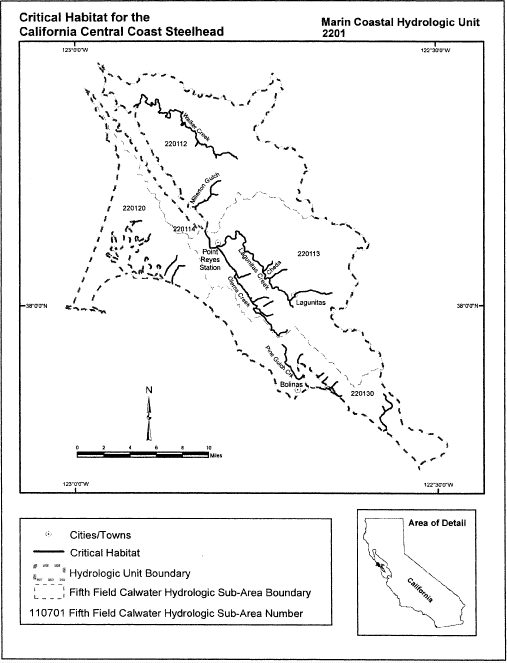 Critical Habitat for the
California Central Coast Steelhead
Marin Coastal Hydrologic Unit
2201
123°0'0"W
122°30'0"W
Walker Creek
220112
Millerton Gulch
220120
220114
Point
Reyes
Station
220113
Lagunitas Creek
Olema Creek
Lagunitas
38°0'0"N
38°0'0"N
Pine Gulch Crk
Bolinas
220130
N
0 2 4 6 8 10
Miles
123°0'0"W
122°30'0"W
Cities/Towns
Critical Habitat
Hydrologic Unit Boundary
Fifth Field Calwater Hydrologic Sub-Area Boundary
110701 Fifth Field Calwater Hydrologic Sub-Area Number
Area of Detail
California